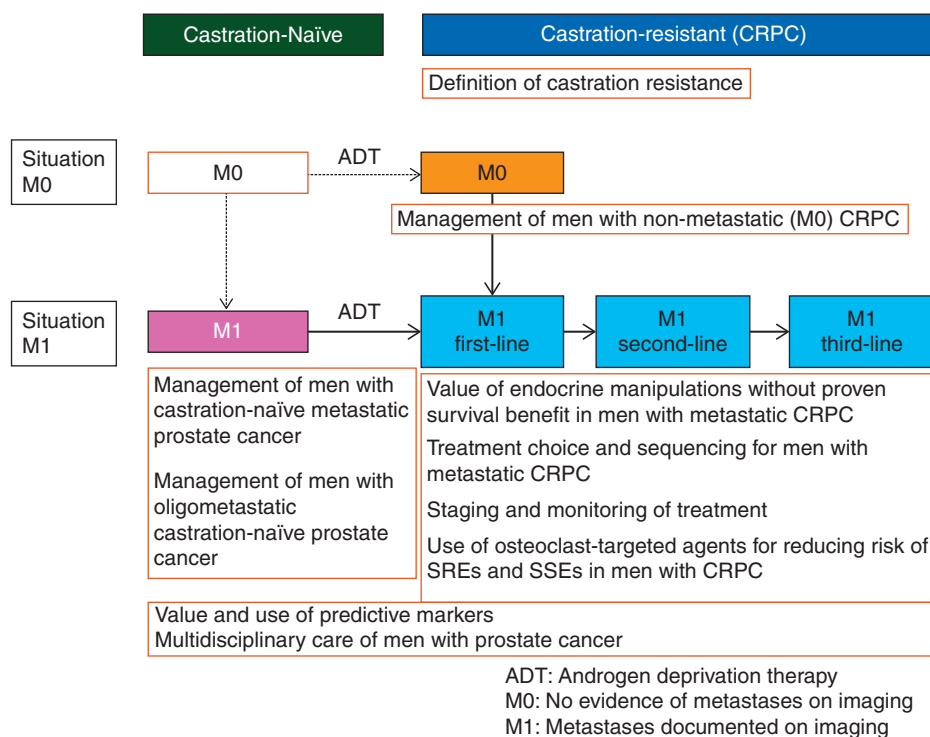 Castration-Naïve
Castration-resistant (CRPC)
Definition of castration resistance
Situation
M0
M0
ADT
M0
Management of men with non-metastatic (M0) CRPC
Situation
M1
M1
ADT
M1
first-line
M1
second-line
M1
third-line
Management of men with
castration-naïve metastatic
prostate cancer
Management of men with
oligometastatic
castration-naïve prostate
cancer
Value of endocrine manipulations without proven
survival benefit in men with metastatic CRPC
Treatment choice and sequencing for men with
metastatic CRPC
Staging and monitoring of treatment
Use of osteoclast-targeted agents for reducing risk of
SREs and SSEs in men with CRPC
Value and use of predictive markers
Multidisciplinary care of men with prostate cancer
ADT: Androgen deprivation therapy
M0: No evidence of metastases on imaging
M1: Metastases documented on imaging